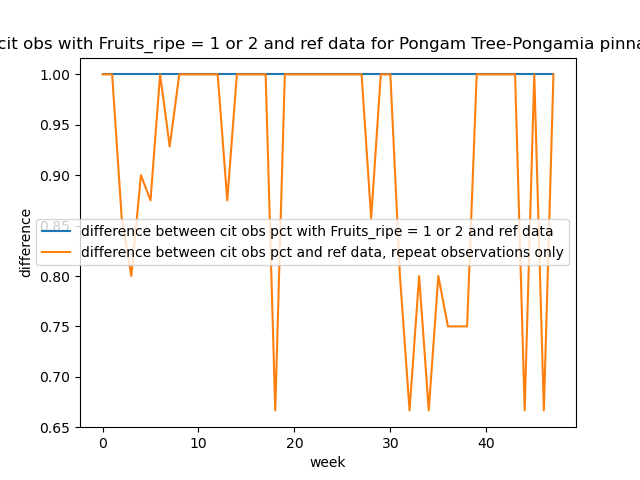 cit obs with Fruits_ripe = 1 or 2 and ref data for Pongam Tree-Pongamia
1.00
0.95
0.90
0.85
0.80
0.75
0.70
0.65
difference
difference between cit obs pct with Fruits_ripe = 1 or 2 and ref data
difference between cit obs pct and ref data, repeat observations only
0 10 20 30 40
week